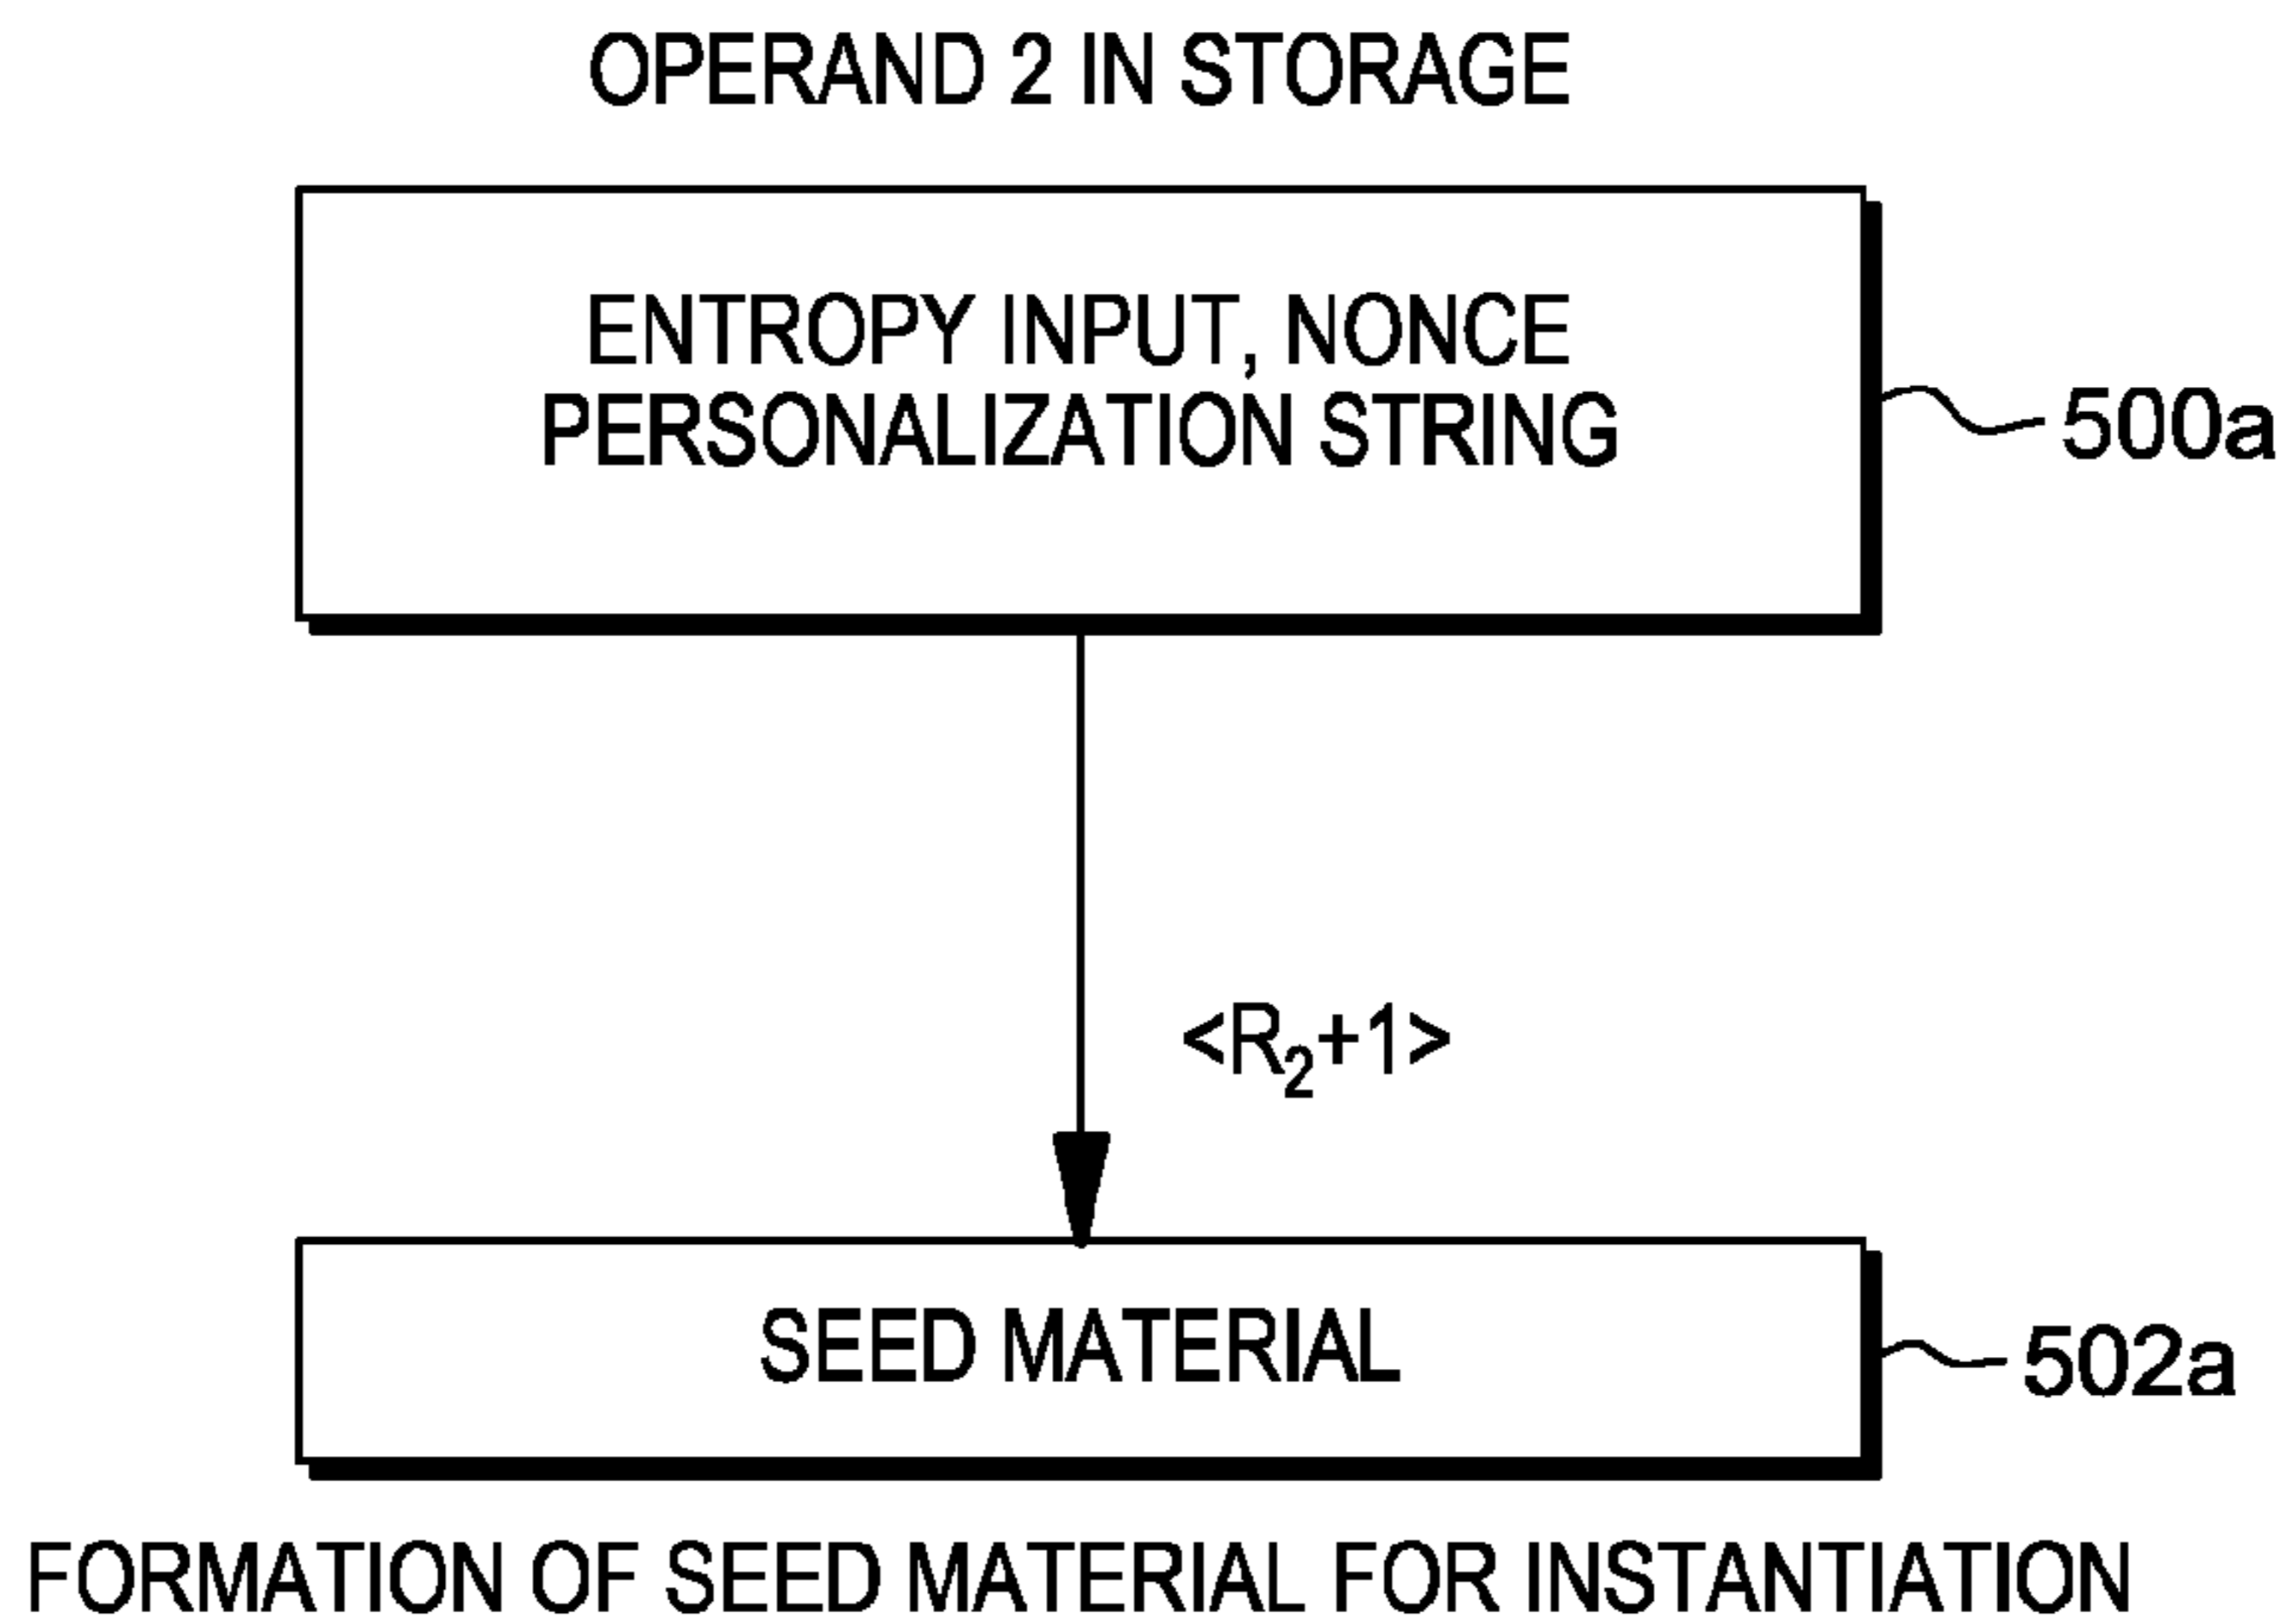 OPERAND 2 IN STORAGE
ENTROPY INPUT, NONCE
PERSONALIZATION STRING
500a
<R₂+1>
SEED MATERIAL
502a
FORMATION OF SEED MATERIAL FOR INSTANTIATION